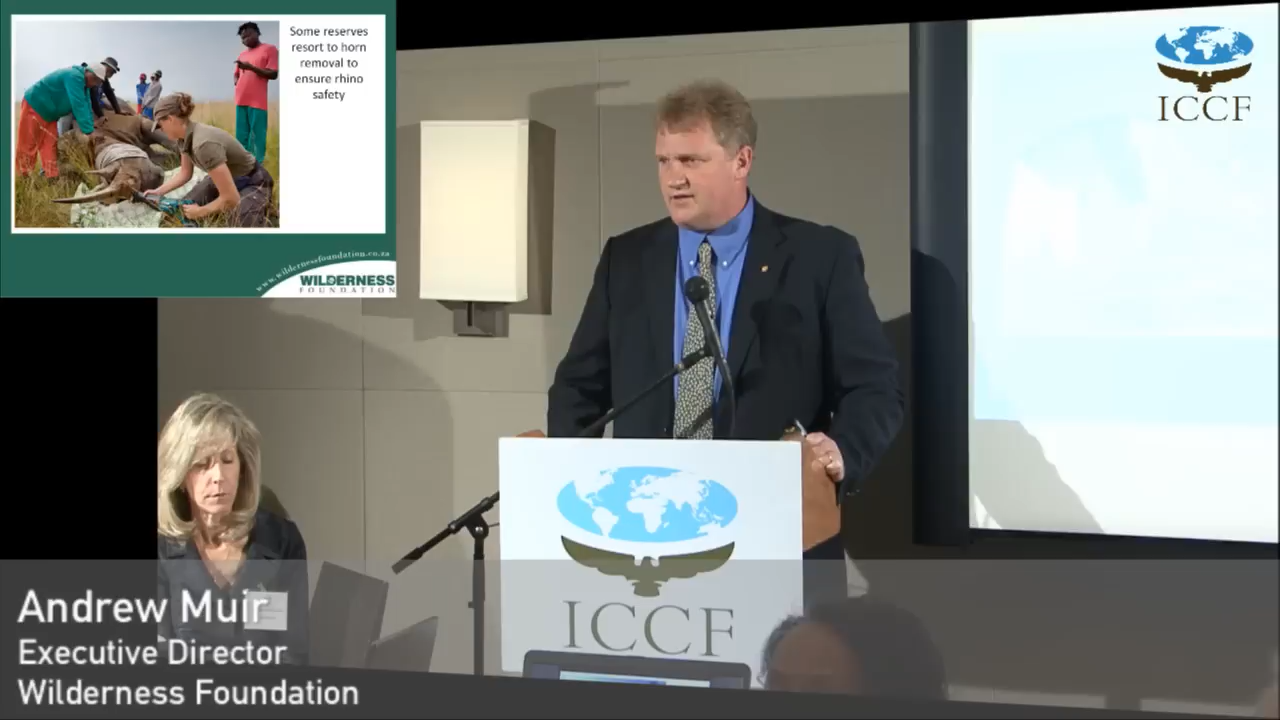 Some reserves
resort to horn
removal to
ensure rhino
safety
www.wildernessfoundation.co.za
WILDERNESS
FOUNDATION
ICCF
ICCF
Andrew Muir
Executive Director
Wilderness Foundation